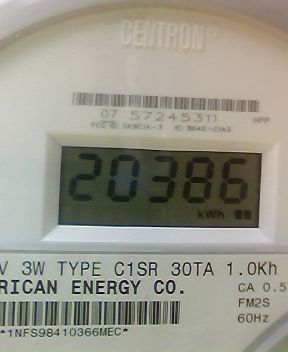 CENTRON®
07 57245311
20386
kWh
V 3W TYPE C1SR 30TA 1.0Kh
RICAN ENERGY CO.
CA 0.5
FM2S
60Hz
*1NFS98410366MEC*